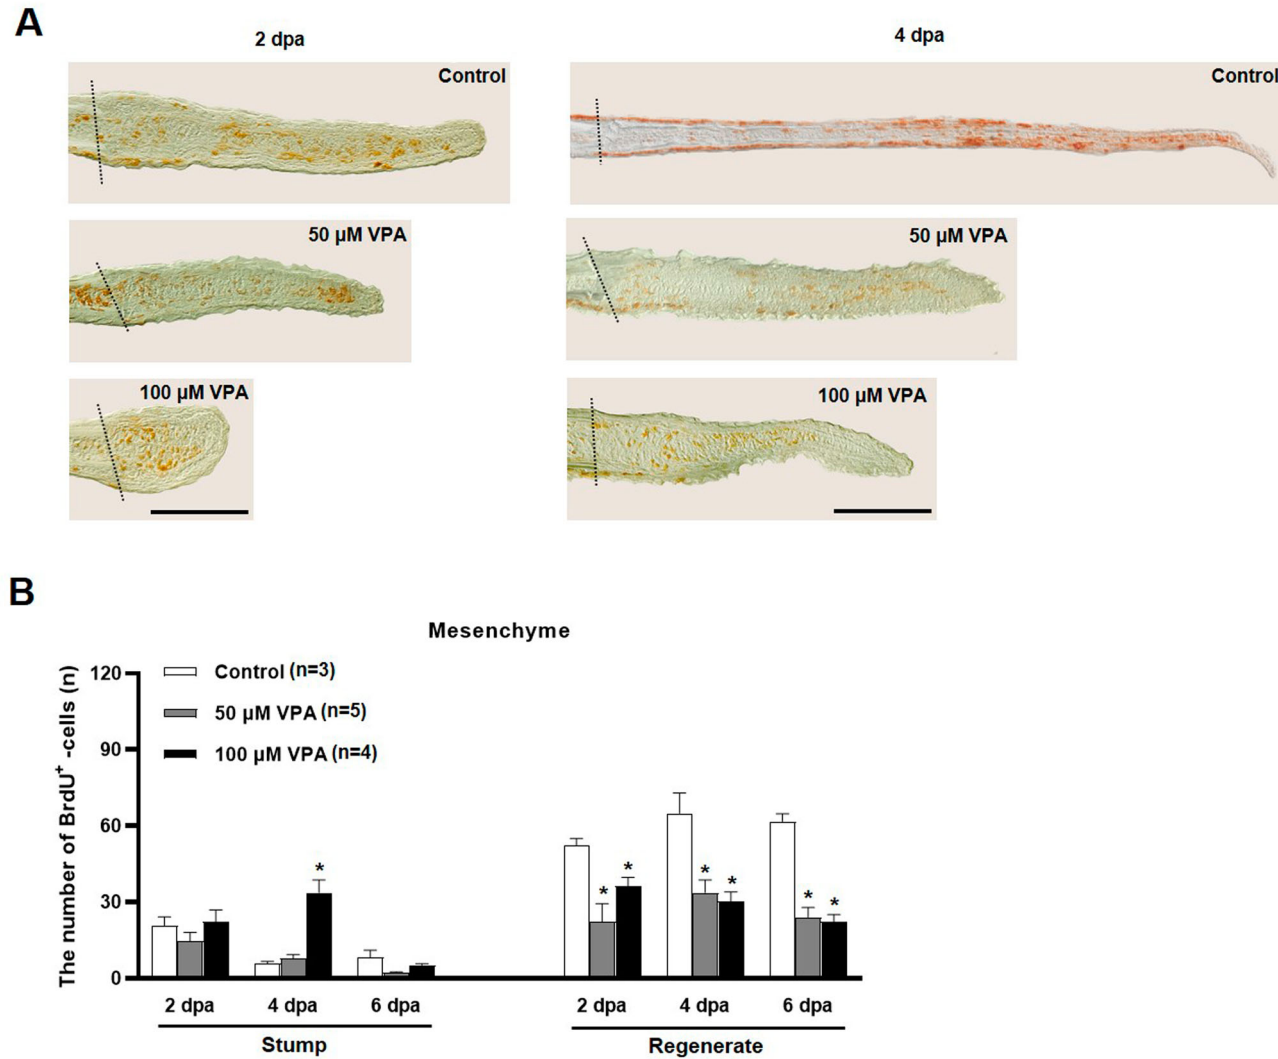 A
2 dpa
4 dpa
Control
Control
50 µM VPA
50 µM VPA
100 µM VPA
100 µM VPA
B
Mesenchyme
The number of BrdU⁺ -cells (n)
120
90
60
30
0
Control (n=3)
50 µM VPA (n=5)
100 µM VPA (n=4)
*
*
*
*
*
*
*
2 dpa
4 dpa
6 dpa
2 dpa
4 dpa
6 dpa
Stump
Regenerate